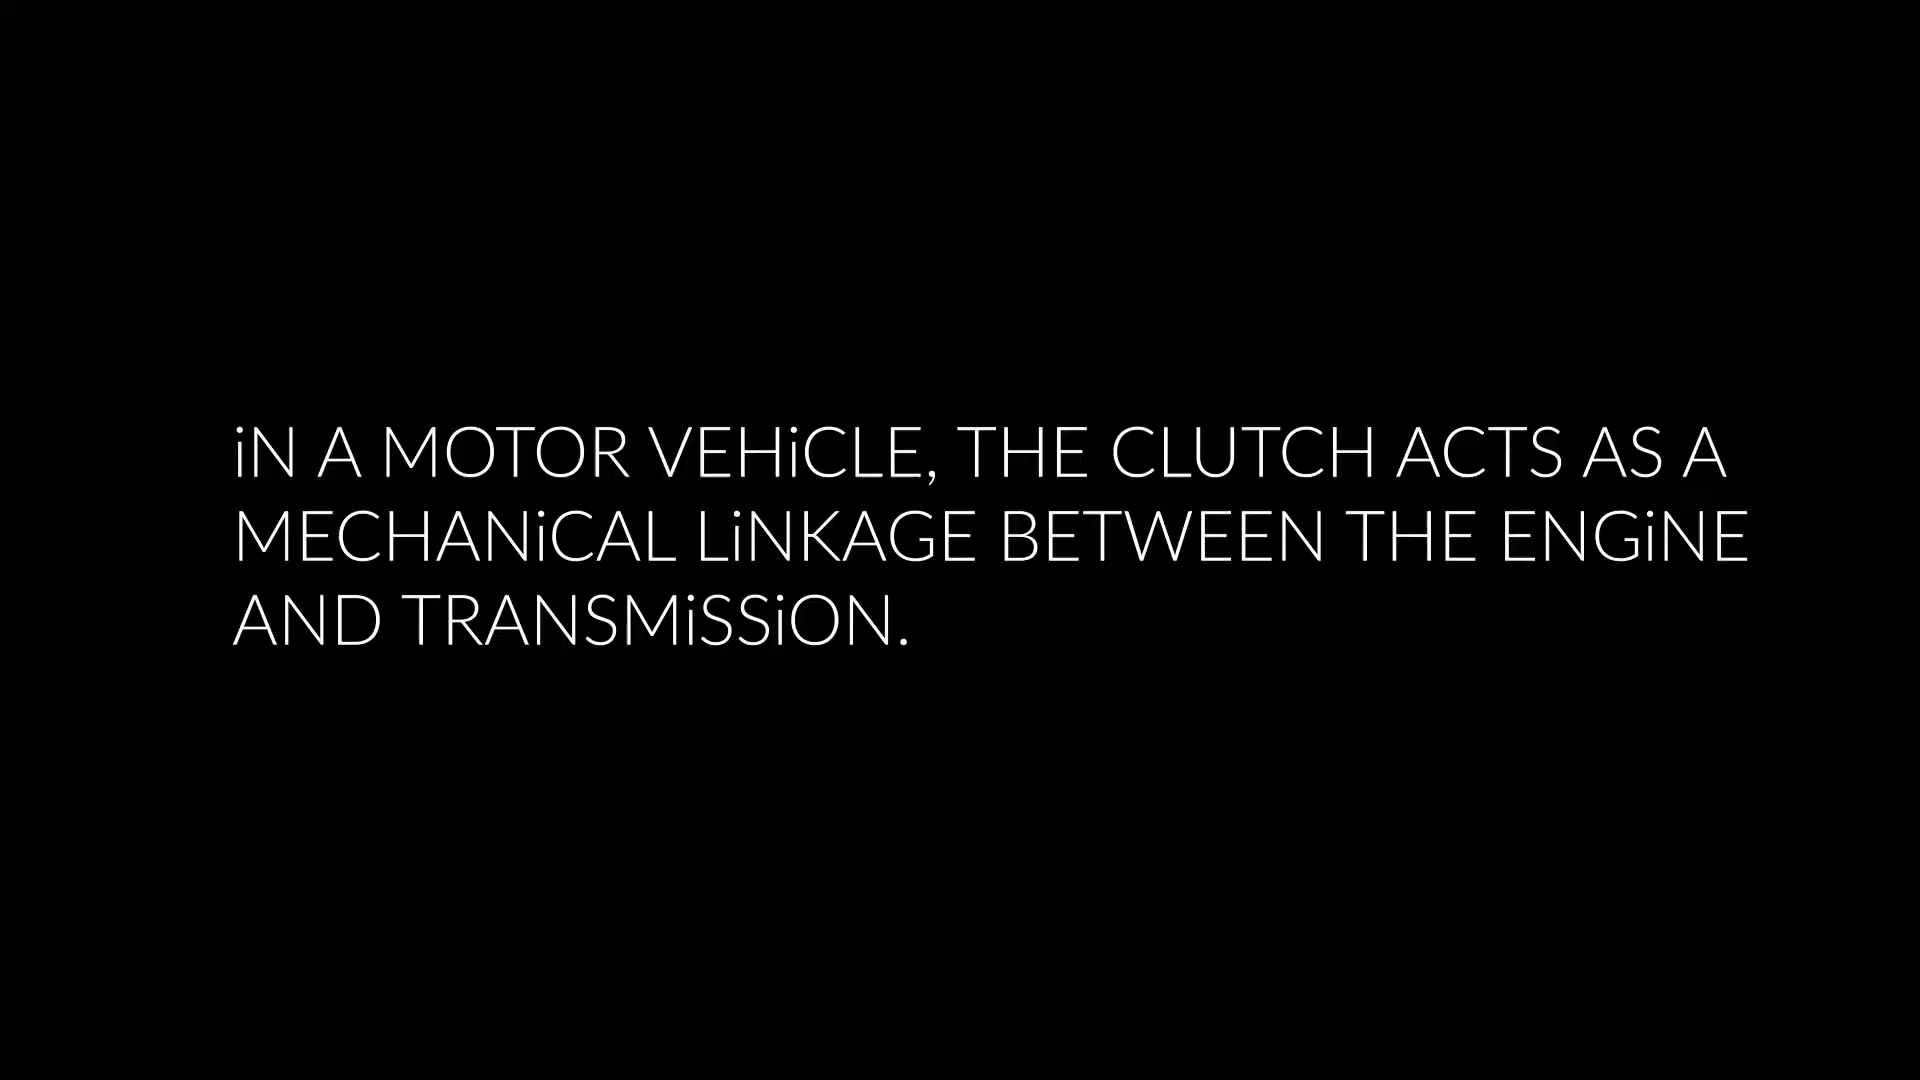 iN A MOTOR VEHiCLE, THE CLUTCH ACTS AS A
MECHANiCAL LiNKAGE BETWEEN THE ENGiNE
AND TRANSMiSSiON.